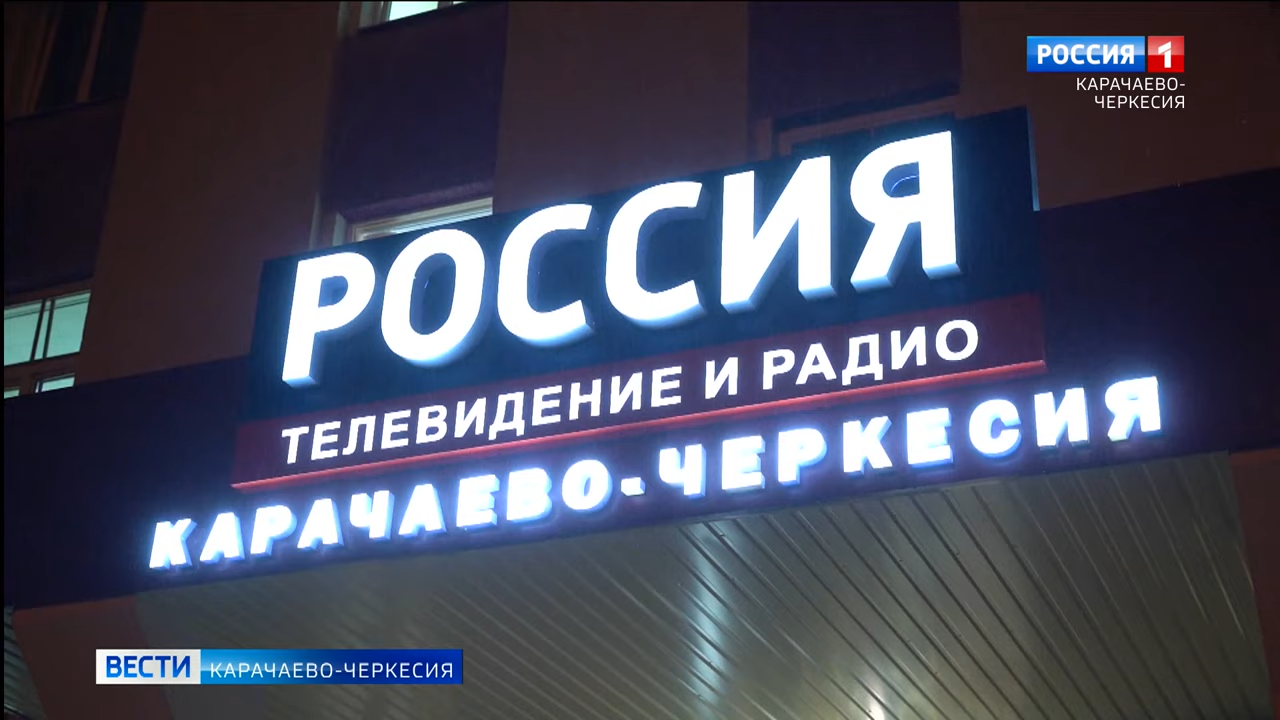 РОССИЯ 1
КАРАЧАЕВО-
ЧЕРКЕСИЯ
РОССИЯ
ТЕЛЕВИДЕНИЕ И РАДИО
КАРАЧАЕВО-ЧЕРКЕСИЯ
ВЕСТИ КАРАЧАЕВО-ЧЕРКЕСИЯ